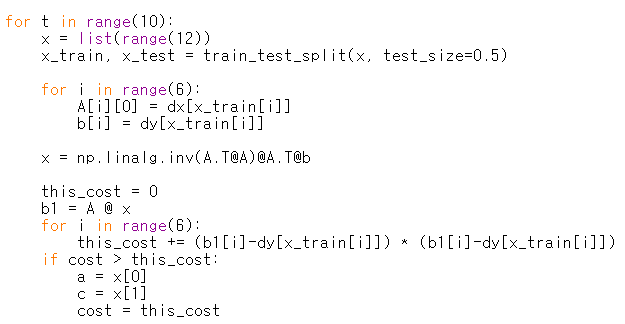 for t in range(10):
    x = list(range(12))
    x_train, x_test = train_test_split(x, test_size=0.5)
    for i in range(6):
        A[i][0] = dx[x_train[i]]
        b[i] = dy[x_train[i]]
    x = np.linalg.inv(A.T@A)@A.T@b
    this_cost = 0
    b1 = A @ x
    for i in range(6):
        this_cost += (b1[i]-dy[x_train[i]]) * (b1[i]-dy[x_train[i]])
    if cost > this_cost:
        a = x[0]
        c = x[1]
        cost = this_cost